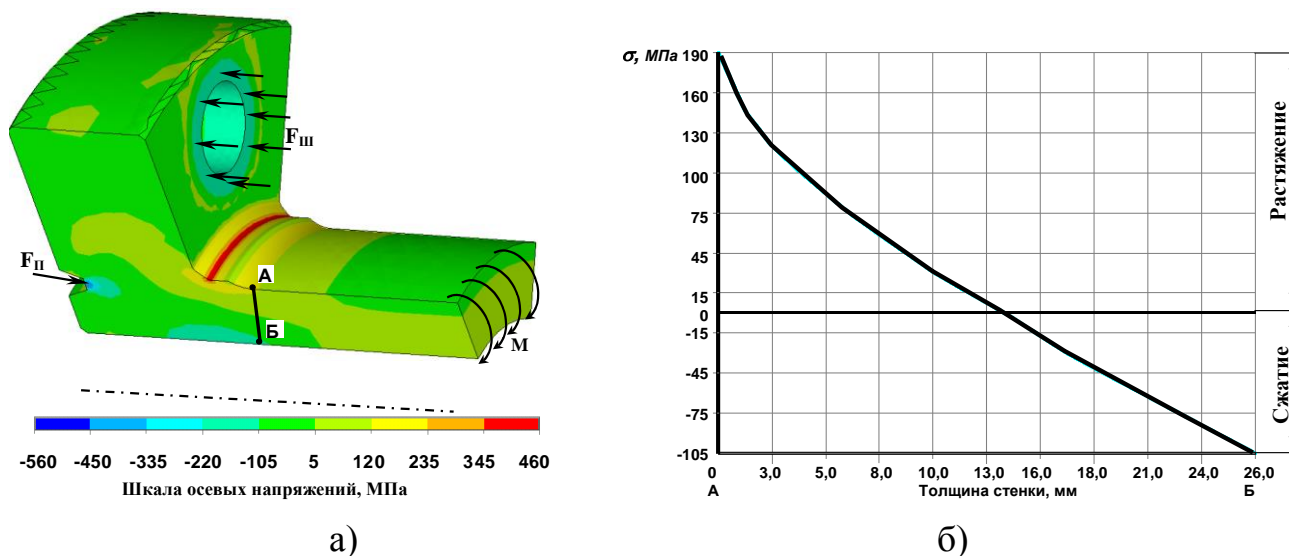 F_Ш
F_П
А
Б
М
-560 -450 -335 -220 -105 5 120 235 345 460
Шкала осевых напряжений, МПа
а)
σ, МПа
190
160
130
100
75
45
15
0
-15
-45
-75
-105
0 3,0 5,0 8,0 10,0 13,0 16,0 18,0 21,0 24,0 26,0
А Толщина стенки, мм Б
Растяжение
Сжатие
б)